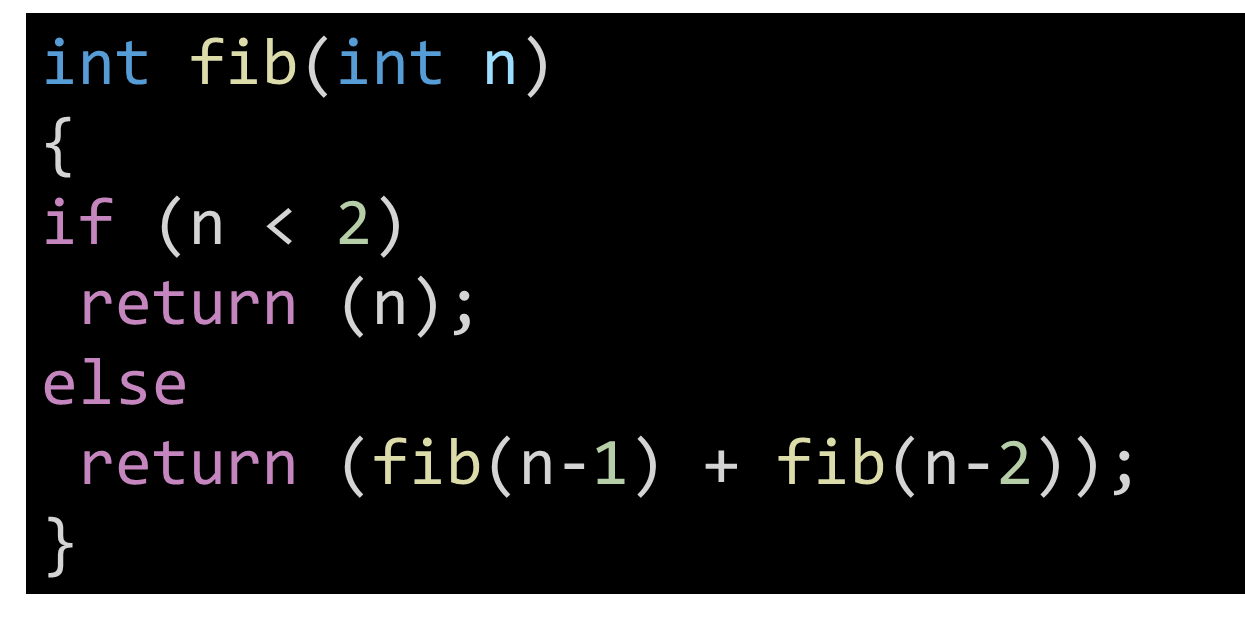 int fib(int n)
{
if (n < 2)
 return (n);
else
 return (fib(n-1) + fib(n-2));
}